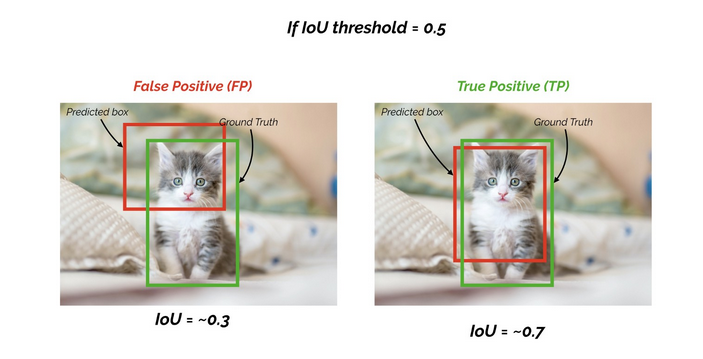 If IoU threshold = 0.5
False Positive (FP)
True Positive (TP)
Predicted box
Ground Truth
Predicted box
Ground Truth
IoU = ~0.3
IoU = ~0.7